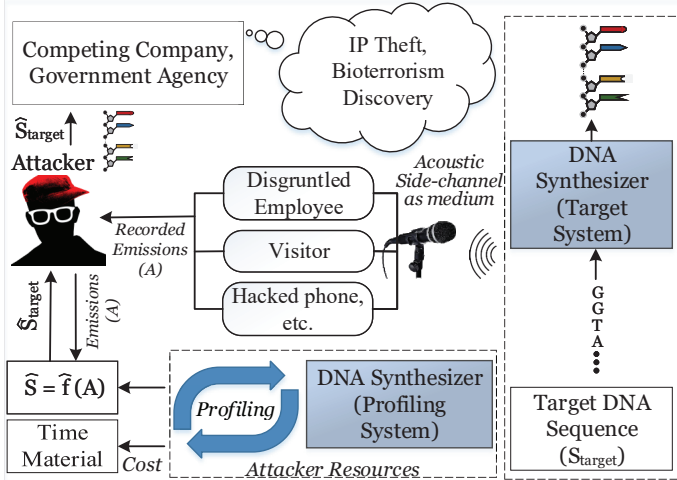 Competing Company,
Government Agency
IP Theft,
Bioterrorism
Discovery
Ŝtarget
Attacker
Recorded
Emissions
(A)
Disgruntled
Employee
Visitor
Hacked phone,
etc.
Acoustic
Side-channel
as medium
DNA
Synthesizer
(Target
System)
G
G
T
A
Target DNA
Sequence
(Starget)
Ŝtarget
Emissions
(A)
Ŝ = f̂ (A)
Time
Material
Cost
Profiling
DNA Synthesizer
(Profiling
System)
Attacker Resources